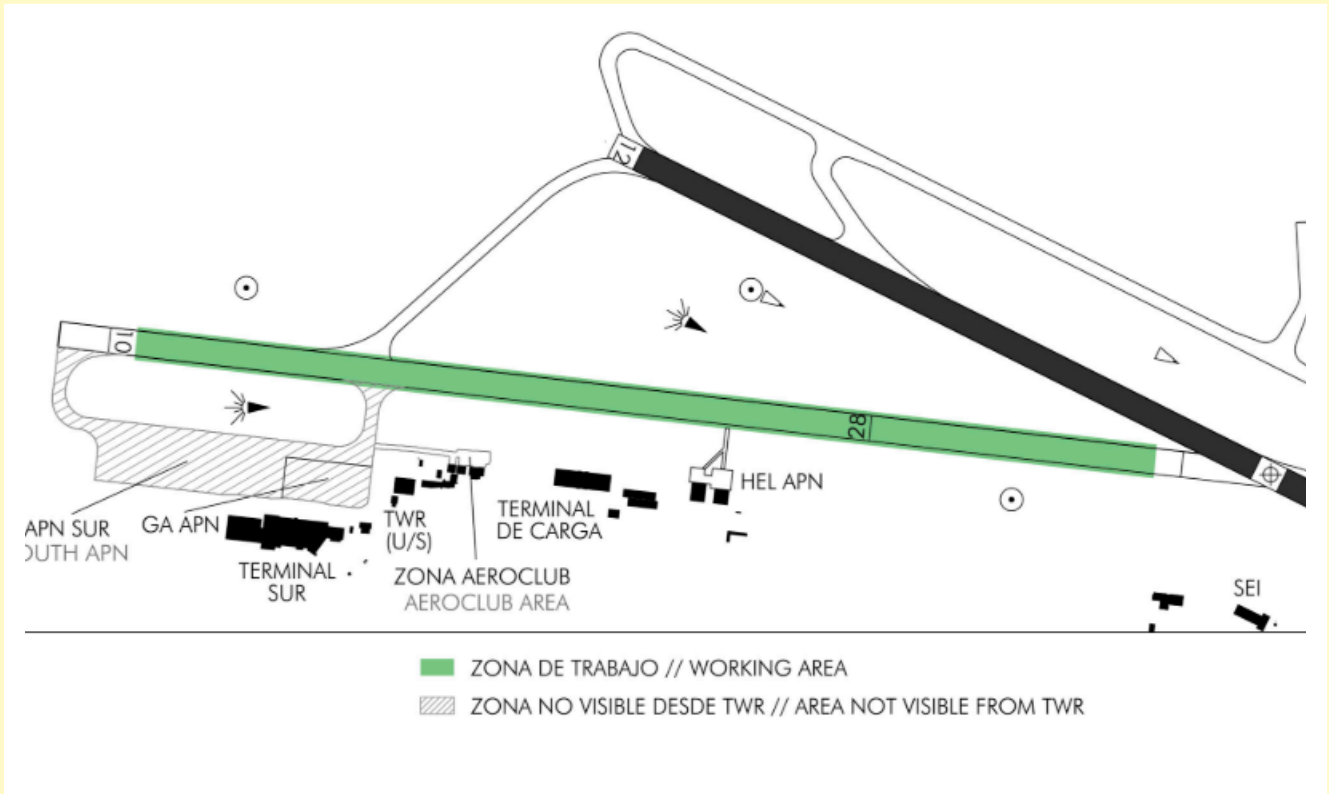 12
10
28
HEL APN
APN SUR
OUTH APN
GA APN
TERMINAL
SUR
TWR
(U/S)
TERMINAL
DE CARGA
ZONA AEROCLUB
AEROCLUB AREA
SEI
ZONA DE TRABAJO // WORKING AREA
ZONA NO VISIBLE DESDE TWR // AREA NOT VISIBLE FROM TWR